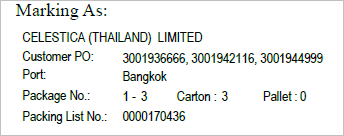 Marking As:
CELESTICA (THAILAND) LIMITED
Customer PO: 3001936666, 3001942116, 3001944999
Port: Bangkok
Package No.: 1 - 3 Carton : 3 Pallet : 0
Packing List No.: 0000170436